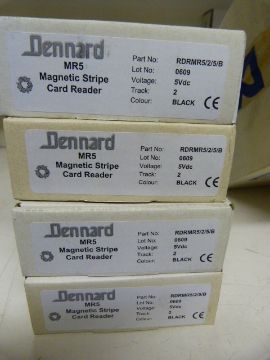 Dennard
MR5
Magnetic Stripe
Card Reader
Part No: RDRMR5/2/5/B
Lot No: 0609
Voltage: 5Vdc
Track: 2
Colour: BLACK CE
Dennard
MR5
Magnetic Stripe
Card Reader
Part No: RDRMR5/2/5/B
Lot No: 0609
Voltage: 5Vdc
Track: 2
Colour: BLACK CE
Dennard
MR5
Magnetic Stripe
Card Reader
Part No: RDRMR5/2/5/B
Lot No: 0609
Voltage: 5Vdc
Track: 2
Colour: BLACK CE
Dennard
MR5
Magnetic Stripe
Card Reader
Part No: RDRMR5/2/5/B
Lot No: 0609
Voltage: 5Vdc
Track: 2
Colour: BLACK CE